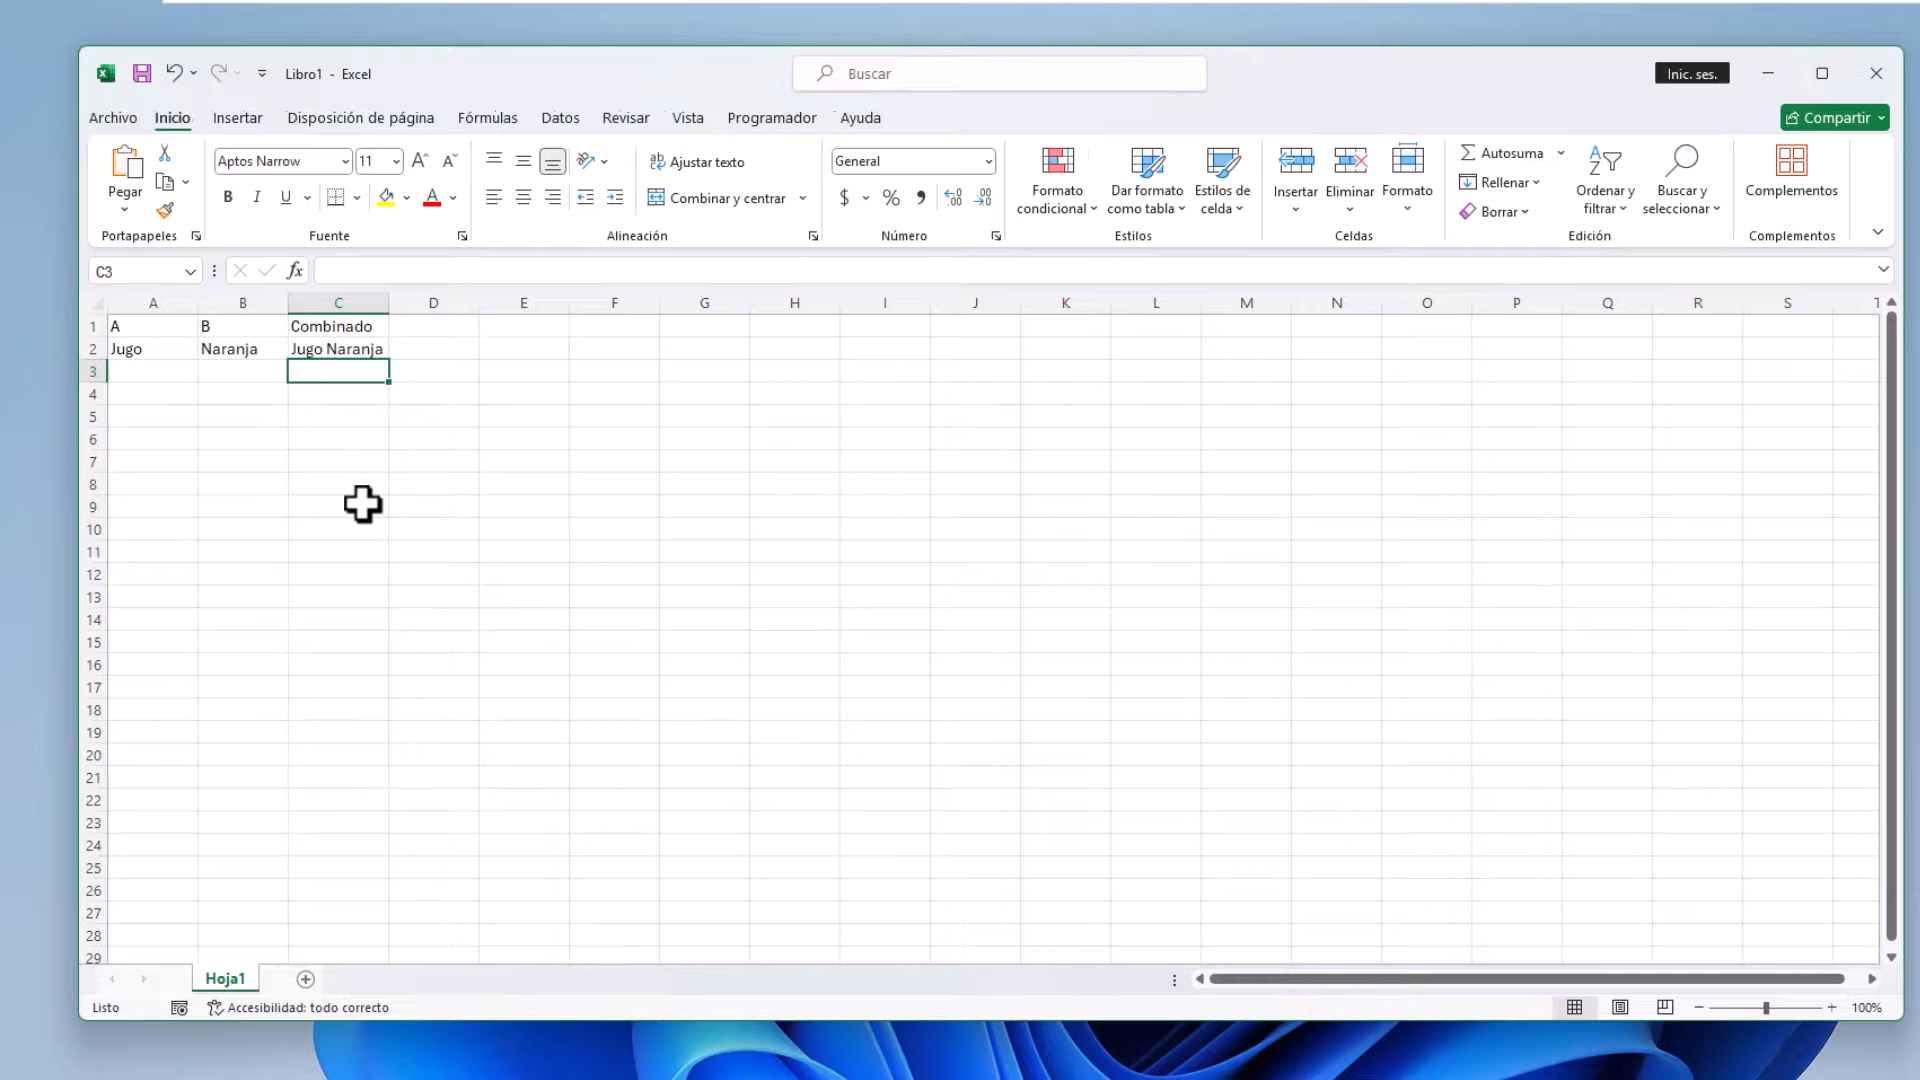 Libro1 - Excel
Buscar
Inic. ses.
Archivo Inicio Insertar Disposición de página Fórmulas Datos Revisar Vista Programador Ayuda
Compartir
Pegar
Aptos Narrow 11
Ajustar texto
Combinar y centrar
General
Formato condicional
Dar formato como tabla
Estilos de celda
Insertar Eliminar Formato
Autosuma
Rellenar
Borrar
Ordenar y filtrar
Buscar y seleccionar
Complementos
Portapapeles Fuente Alineación Número Estilos Celdas Edición Complementos
C3 fx
A B C D E F G H I J K L M N O P Q R S T
1 A B Combinado
2 Jugo Naranja Jugo Naranja
3
4
5
6
7
8
9
10
11
12
13
14
15
16
17
18
19
20
21
22
23
24
25
26
27
28
29
Hoja1
Listo Accesibilidad: todo correcto 100%